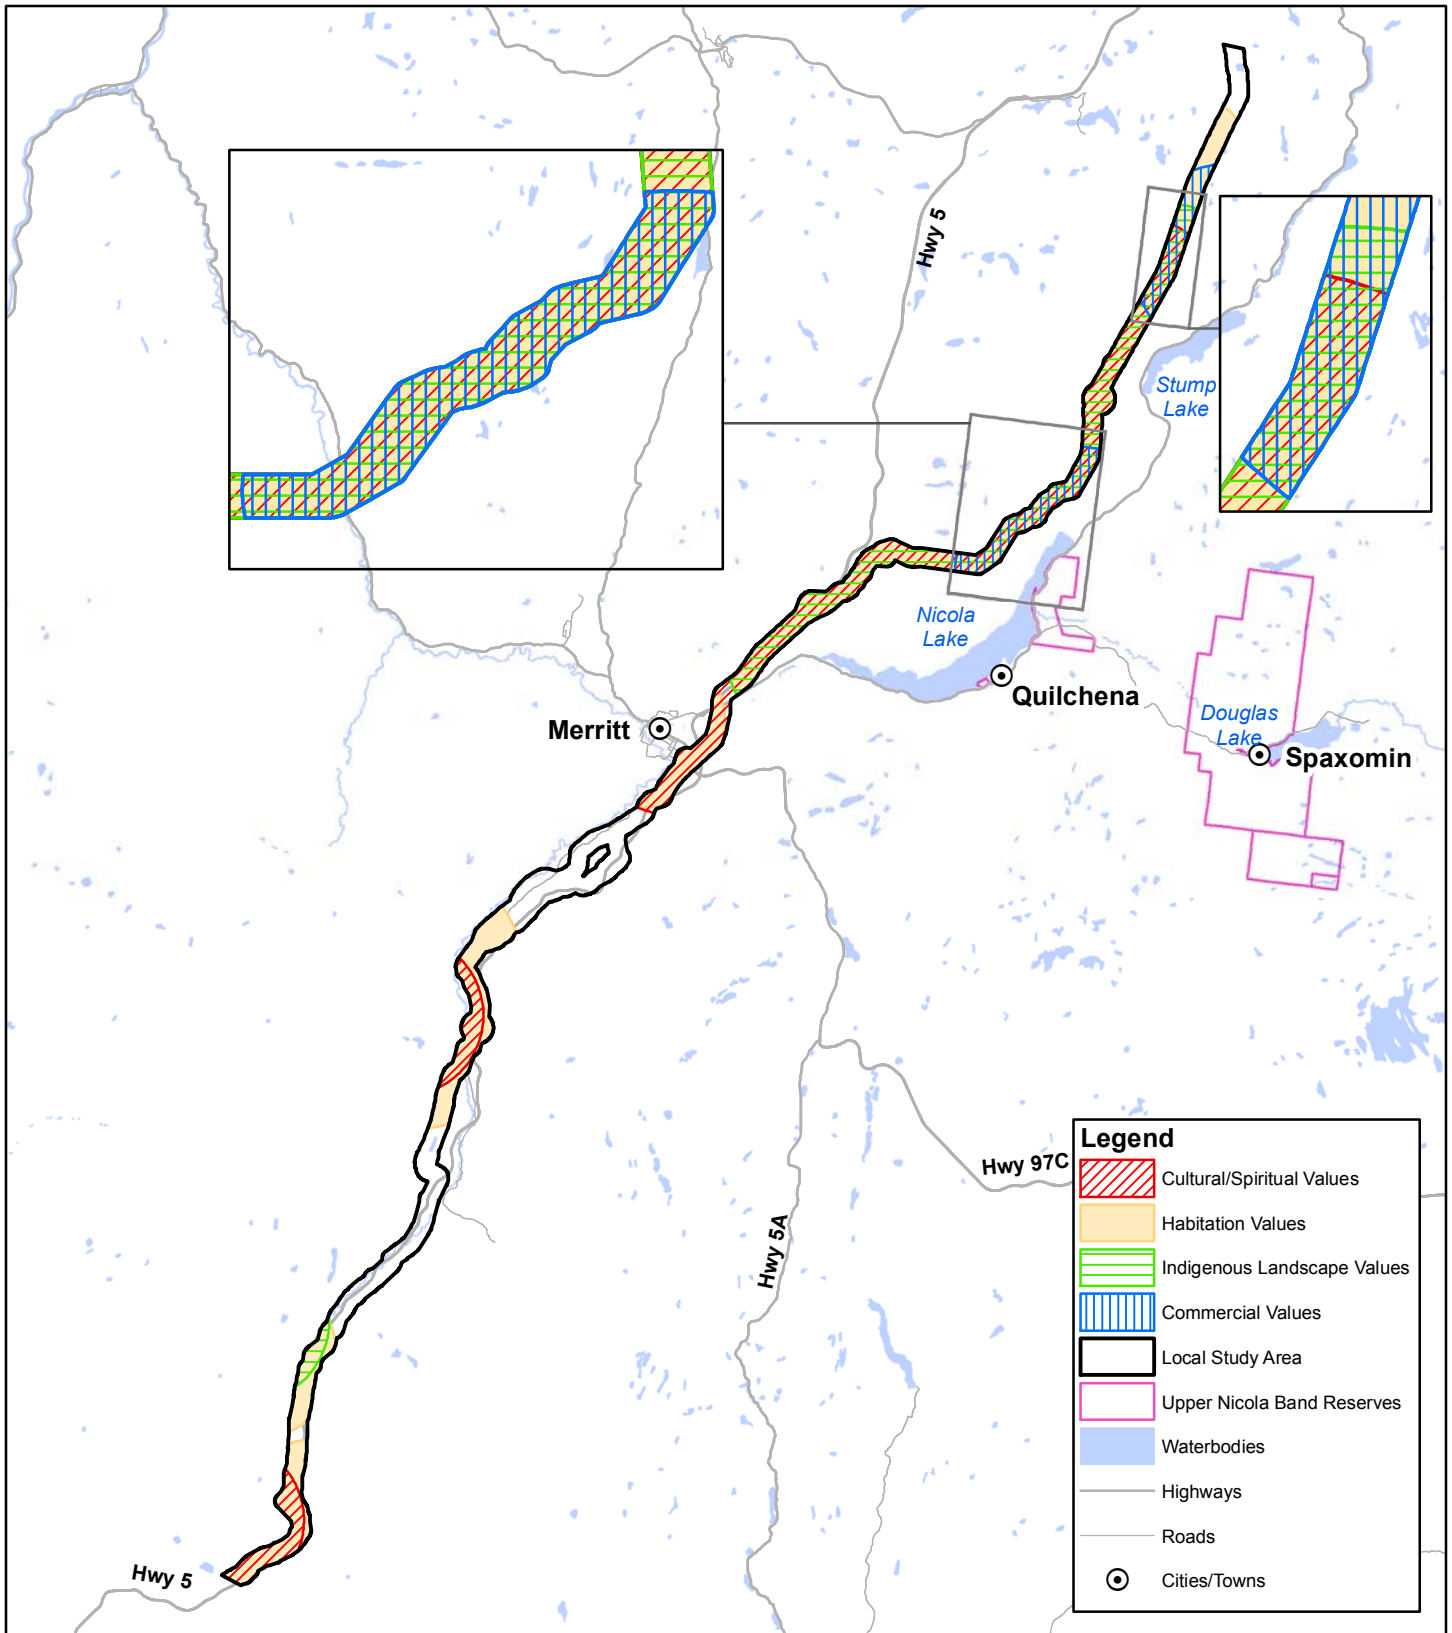 Hwy 5
Stump
Lake
Nicola
Lake
Quilchena
Merritt
Douglas
Lake
Spaxomin
Hwy 97C
Hwy 5A
Hwy 5
Legend
Cultural/Spiritual Values
Habitation Values
Indigenous Landscape Values
Commercial Values
Local Study Area
Upper Nicola Band Reserves
Waterbodies
Highways
Roads
Cities/Towns